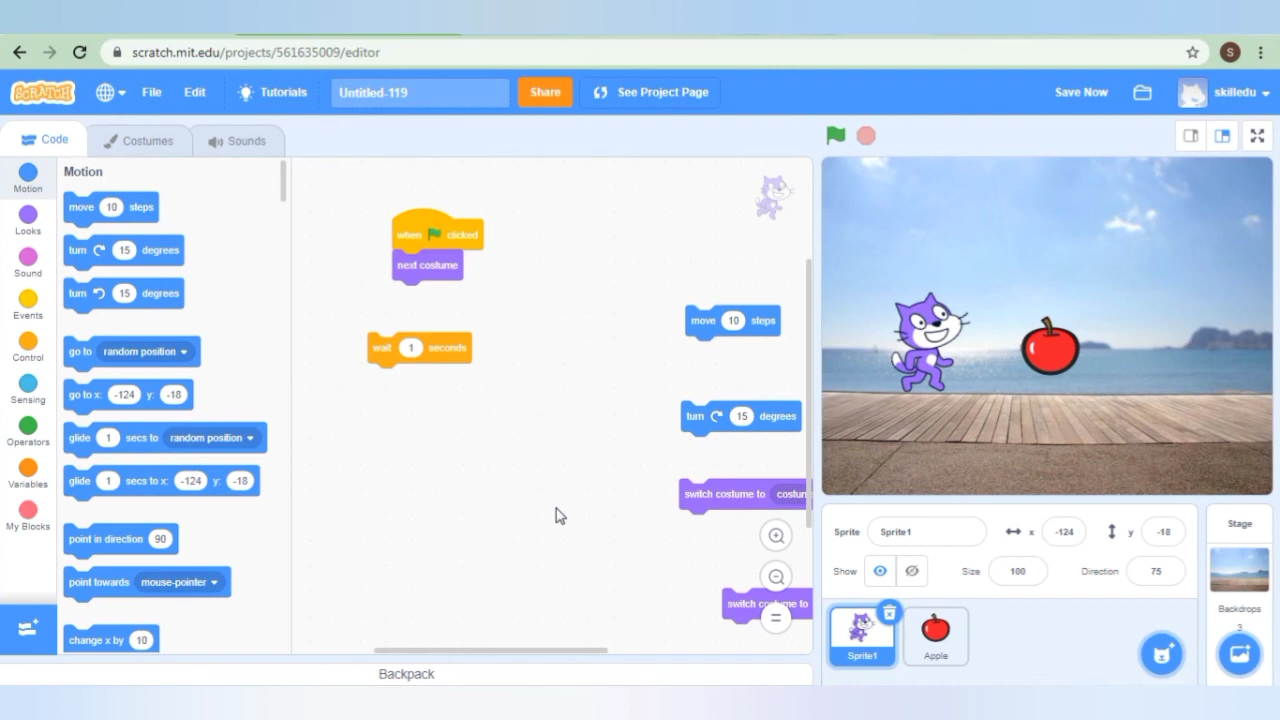 scratch.mit.edu/projects/561635009/editor
S
SCRATCH
File
Edit
Tutorials
Untitled-119
Share
See Project Page
Save Now
skilledu
Code
Costumes
Sounds
Motion
Looks
Sound
Events
Control
Sensing
Operators
Variables
My Blocks
Motion
move 10 steps
turn 15 degrees
turn 15 degrees
go to random position
go to x: -124 y: -18
glide 1 secs to random position
glide 1 secs to x: -124 y: -18
point in direction 90
point towards mouse-pointer
change x by 10
when clicked
next costume
wait 1 seconds
move 10 steps
turn 15 degrees
switch costume to costum
switch costume to
Backpack
Sprite Sprite1 x -124 y -18
Show Size 100 Direction 75
Sprite1
Apple
Stage
Backdrops
3